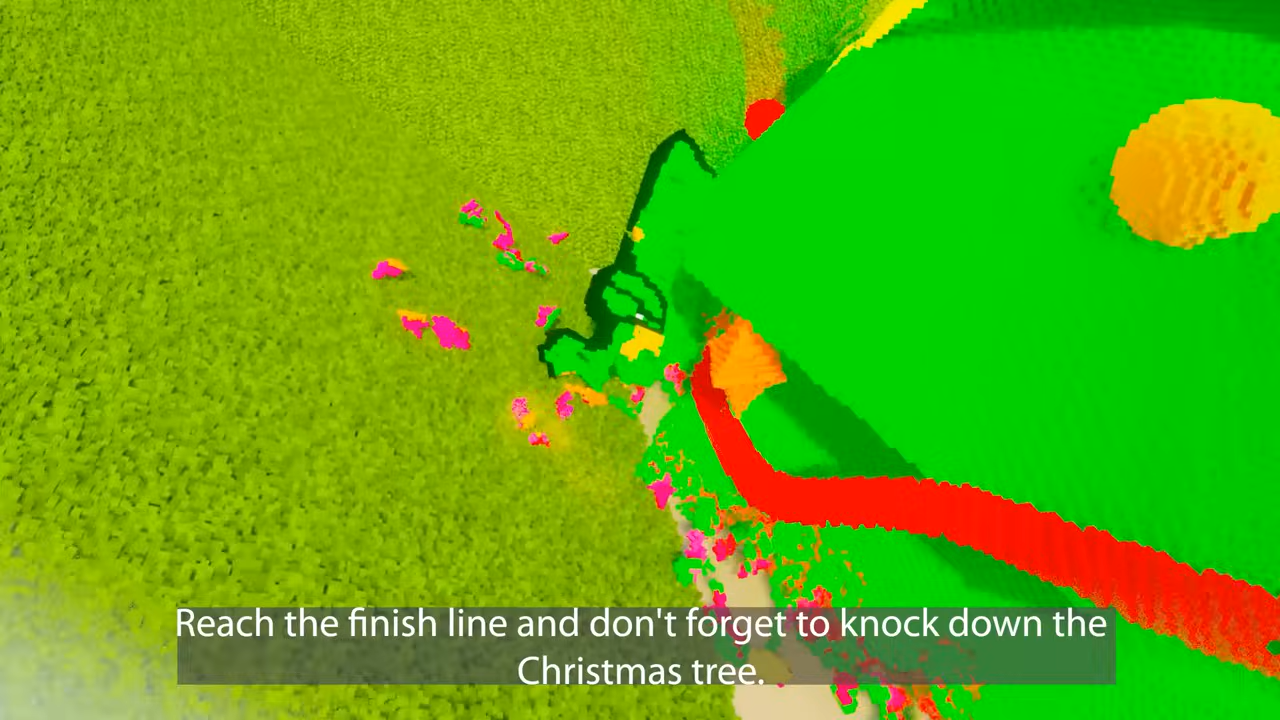 Reach the finish line and don't forget to knock down the
Christmas tree.